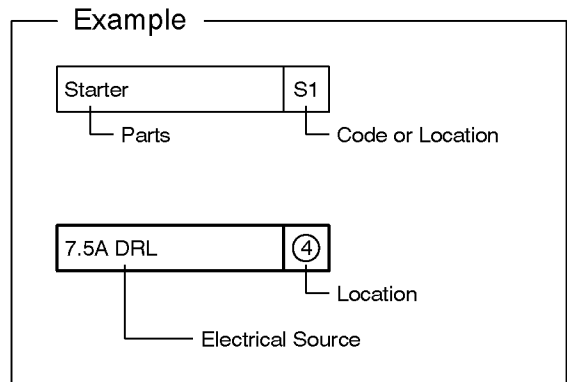 Example
Starter S1
Parts Code or Location
7.5A DRL ④
Location
Electrical Source